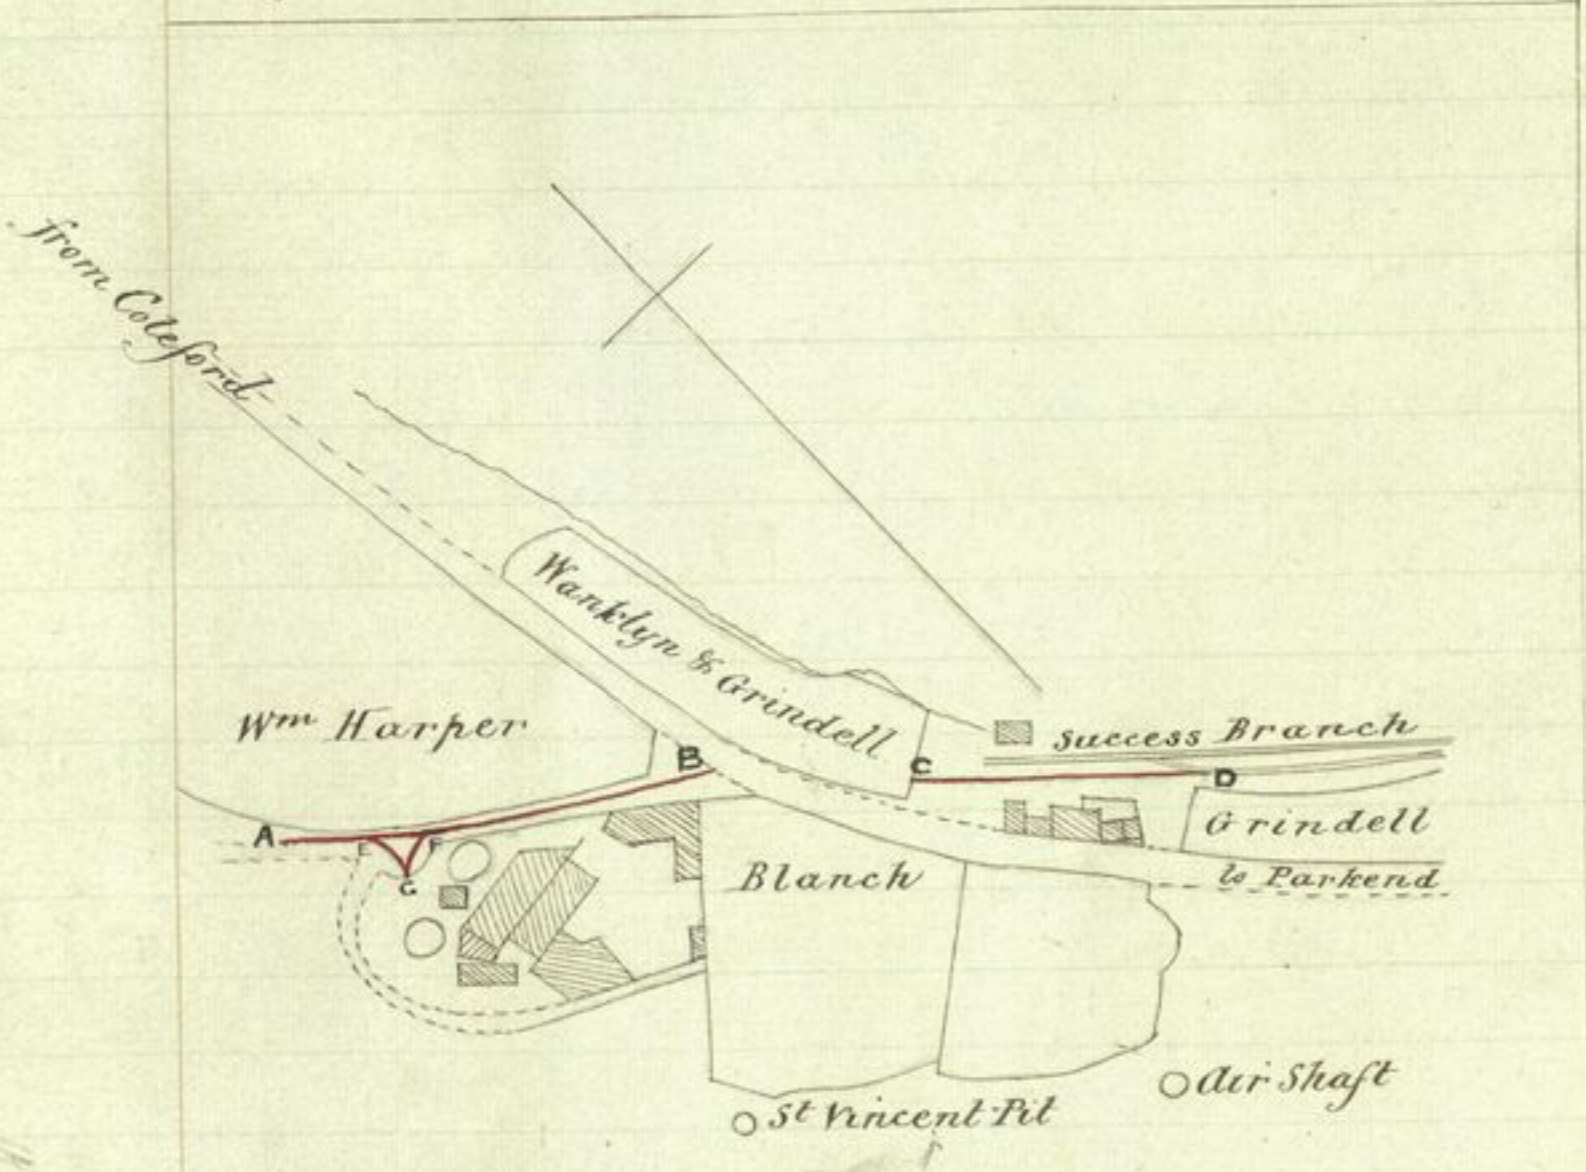 from Coleford
Wanklyn & Grindell
Wm Harper
B
Success Branch
C
D
A
E
F
Grindell
G
Blanch
to Parkend
Air Shaft
St Vincent Pit